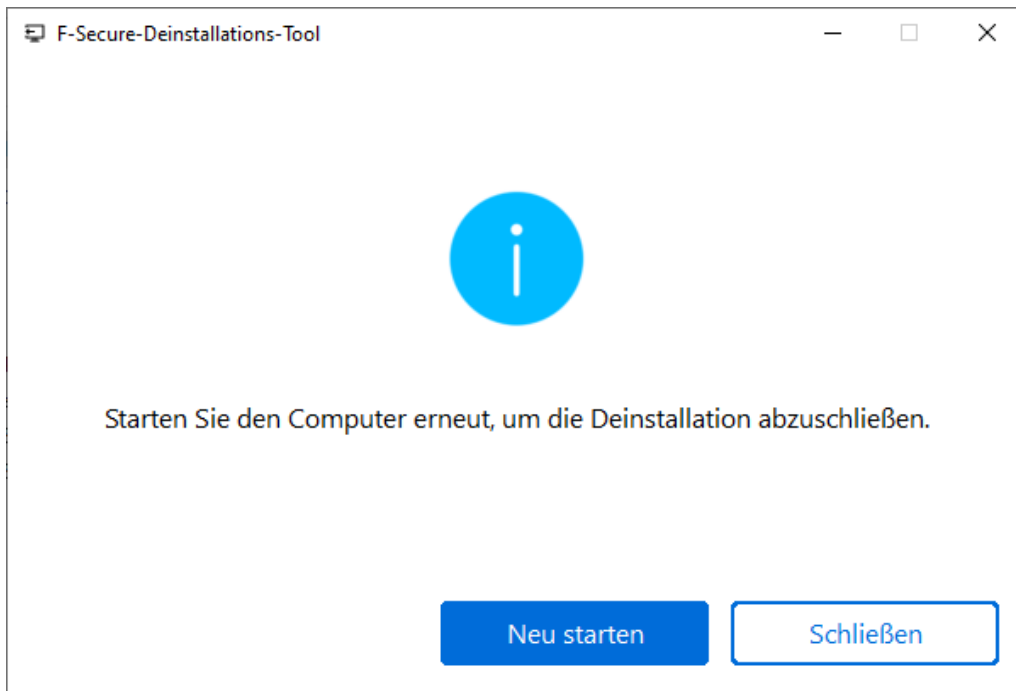 F-Secure-Deinstallations-Tool
Starten Sie den Computer erneut, um die Deinstallation abzuschließen.
Neu starten
Schließen